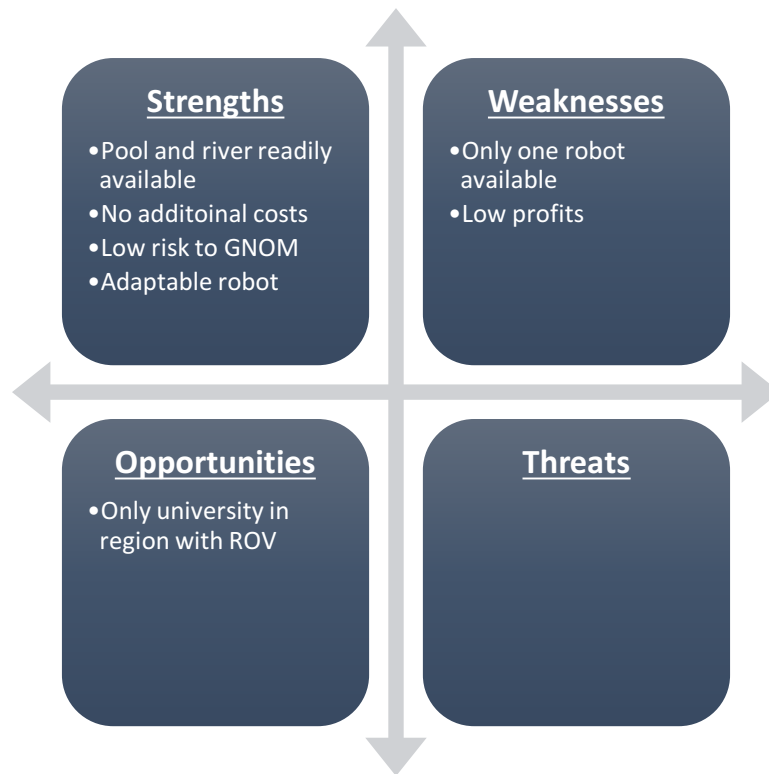 Strengths
•Pool and river readily
available
•No additoinal costs
•Low risk to GNOM
•Adaptable robot
Weaknesses
•Only one robot
available
•Low profits
Opportunities
•Only university in
region with ROV
Threats